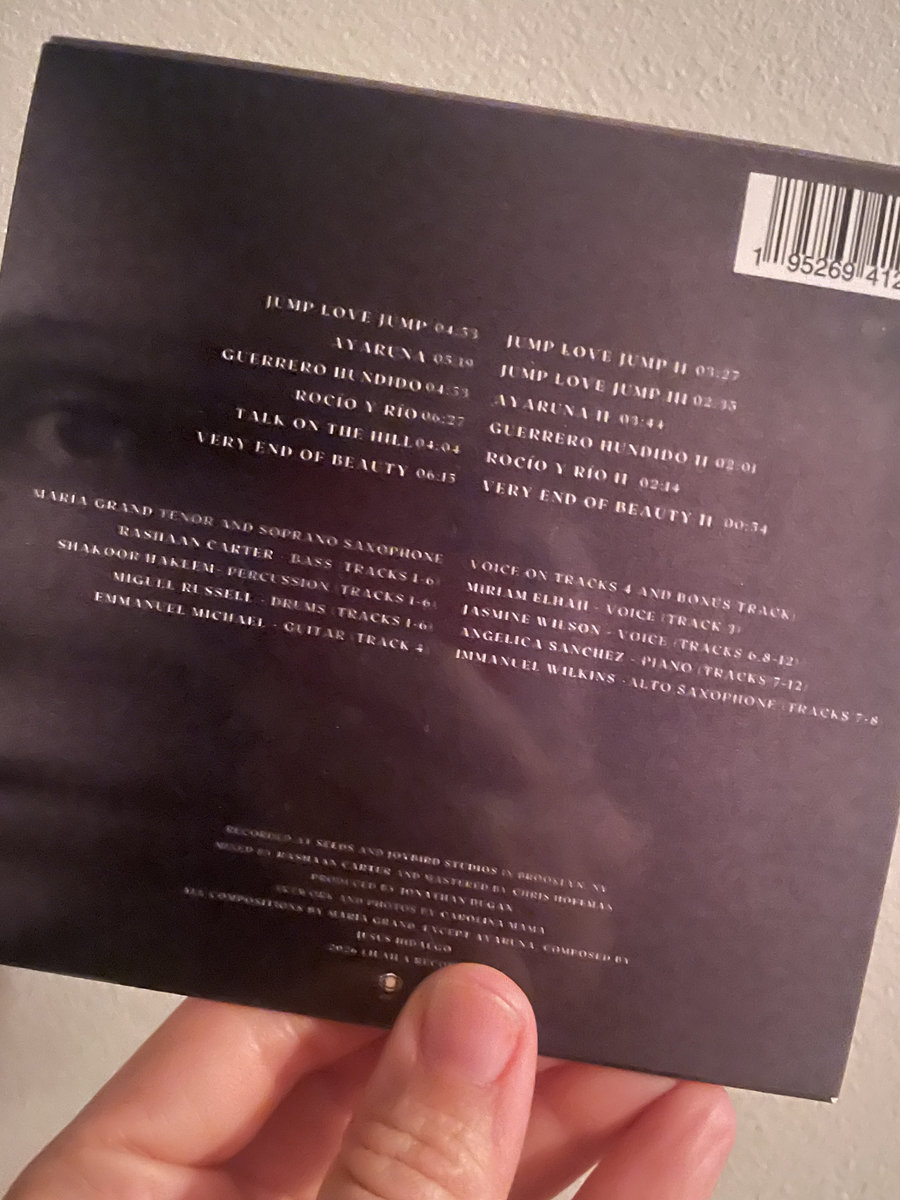 1 95269 412
JUMP LOVE JUMP 04:53
AYARUNA 05:19
GUERRERO HUNDIDO 04:53
ROCÍO Y RÍO 06:27
TALK ON THE HILL 04:04
VERY END OF BEAUTY 06:15
JUMP LOVE JUMP II 03:27
JUMP LOVE JUMP III 02:35
AYARUNA II 03:44
GUERRERO HUNDIDO II 02:01
ROCÍO Y RÍO II 02:14
VERY END OF BEAUTY II 00:54
MARIA GRAND TENOR AND SOPRANO SAXOPHONE
RASHAAN CARTER - BASS (TRACKS 1-6)
SHAKOOR HAKEEM - PERCUSSION (TRACKS 1-6)
MIGUEL RUSSELL - DRUMS (TRACKS 1-6)
EMMANUEL MICHAEL - GUITAR (TRACK 4)
VOICE ON TRACKS 4 AND BONUS TRACK)
MIRIAM ELHAJLI - VOICE (TRACK 3)
JASMINE WILSON - VOICE (TRACKS 6,8-12)
ANGELICA SANCHEZ - PIANO (TRACKS 7-12)
IMMANUEL WILKINS - ALTO SAXOPHONE (TRACKS 7-8
RECORDED AT SEEDS AND JOYBIRD STUDIOS IN BROOKLYN, NY
MIXED BY RASHAAN CARTER AND MASTERED BY CHRIS HOFFMAN
PRODUCED BY JONATHAN DUGAN
ARTWORK AND PHOTOS BY CAROLINA MAMA
ALL COMPOSITIONS BY MARIA GRAND, EXCEPT AYARUNA, COMPOSED BY
JESUS HIDALGO